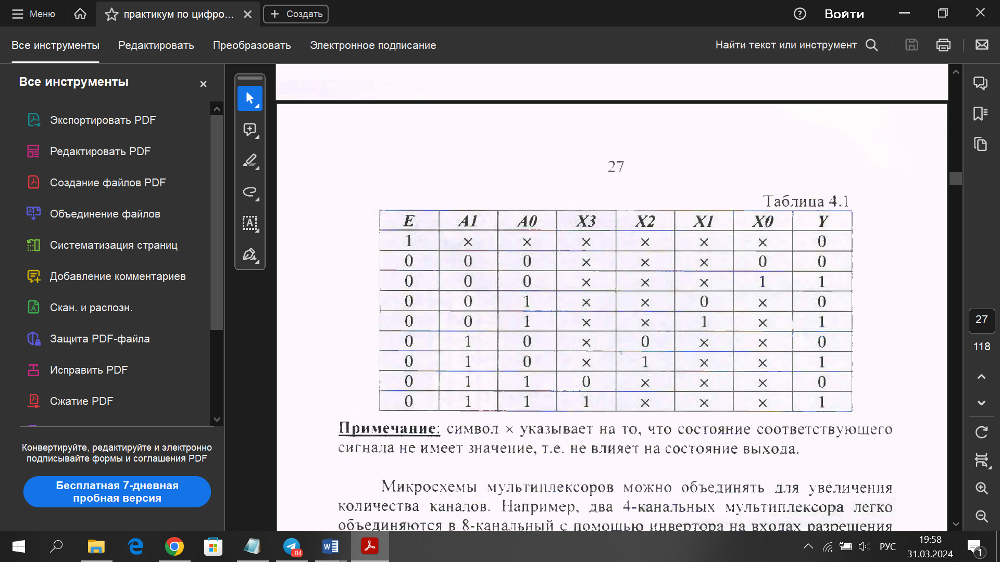 Меню
практикум по цифро...
Создать
Войти
Все инструменты
Редактировать
Преобразовать
Электронное подписание
Найти текст или инструмент
Все инструменты
Экспортировать PDF
Редактировать PDF
Создание файлов PDF
Объединение файлов
Систематизация страниц
Добавление комментариев
Скан. и распозн.
Защита PDF-файла
Исправить PDF
Сжатие PDF
Конвертируйте, редактируйте и электронно
подписывайте формы и соглашения PDF
Бесплатная 7-дневная
пробная версия
27
Таблица 4.1
E A1 A0 X3 X2 X1 X0 Y
1 × × × × × × 0
0 0 0 × × × 0 0
0 0 0 × × × 1 1
0 0 1 × × 0 × 0
0 0 1 × × 1 × 1
0 1 0 × 0 × × 0
0 1 0 × 1 × × 1
0 1 1 0 × × × 0
0 1 1 1 × × × 1
Примечание: символ × указывает на то, что состояние соответствующего
сигнала не имеет значение, т.е. не влияет на состояние выхода.
Микросхемы мультиплексоров можно объединять для увеличения
количества каналов. Например, два 4-канальных мультиплексора легко
объединяются в 8-канальный с помощью инвертора на входах разрешения
27
118
..04
РУС
19:58
31.03.2024
1